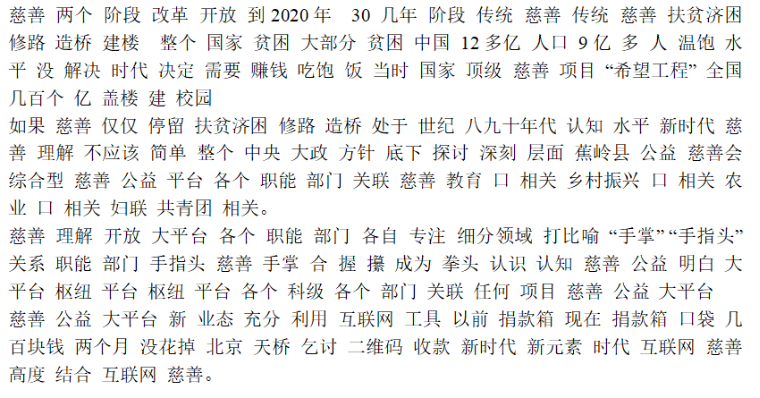 慈善 两个 阶段 改革 开放 到 2020 年 30 几年 阶段 传统 慈善 传统 慈善 扶贫济困
修路 造桥 建楼 整个 国家 贫困 大部分 贫困 中国 12 多亿 人口 9 亿 多 人 温饱 水
平 没 解决 时代 决定 需要 赚钱 吃饱 饭 当时 国家 顶级 慈善 项目 “希望工程” 全国
几百个 亿 盖楼 建 校园
如果 慈善 仅仅 停留 扶贫济困 修路 造桥 处于 世纪 八九十年代 认知 水平 新时代 慈
善 理解 不应该 简单 整个 中央 大政 方针 底下 探讨 深刻 层面 蕉岭县 公益 慈善会
综合型 慈善 公益 平台 各个 职能 部门 关联 慈善 教育 口 相关 乡村振兴 口 相关 农
业 口 相关 妇联 共青团 相关。
慈善 理解 开放 大平台 各个 职能 部门 各自 专注 细分领域 打比喻 “手掌” “手指头”
关系 职能 部门 手指头 慈善 手掌 合 握 攥 成为 拳头 认识 认知 慈善 公益 明白 大
平台 枢纽 平台 枢纽 平台 各个 科级 各个 部门 关联 任何 项目 慈善 公益 大平台
慈善 公益 大平台 新 业态 充分 利用 互联网 工具 以前 捐款箱 现在 捐款箱 口袋 几
百块钱 两个月 没花掉 北京 天桥 乞讨 二维码 收款 新时代 新元素 时代 互联网 慈善
高度 结合 互联网 慈善。